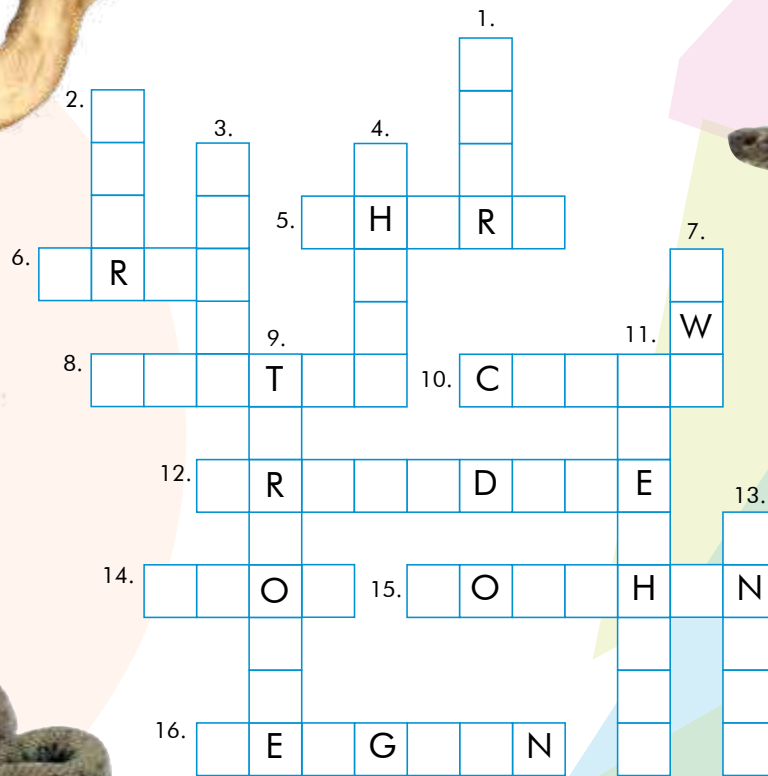 1.
2.
3. 4.
5. H R
7.
6. R
W
9. 11.
8. T 10. C
12. R D E
13.
14. O 15. O H N
16. E G N